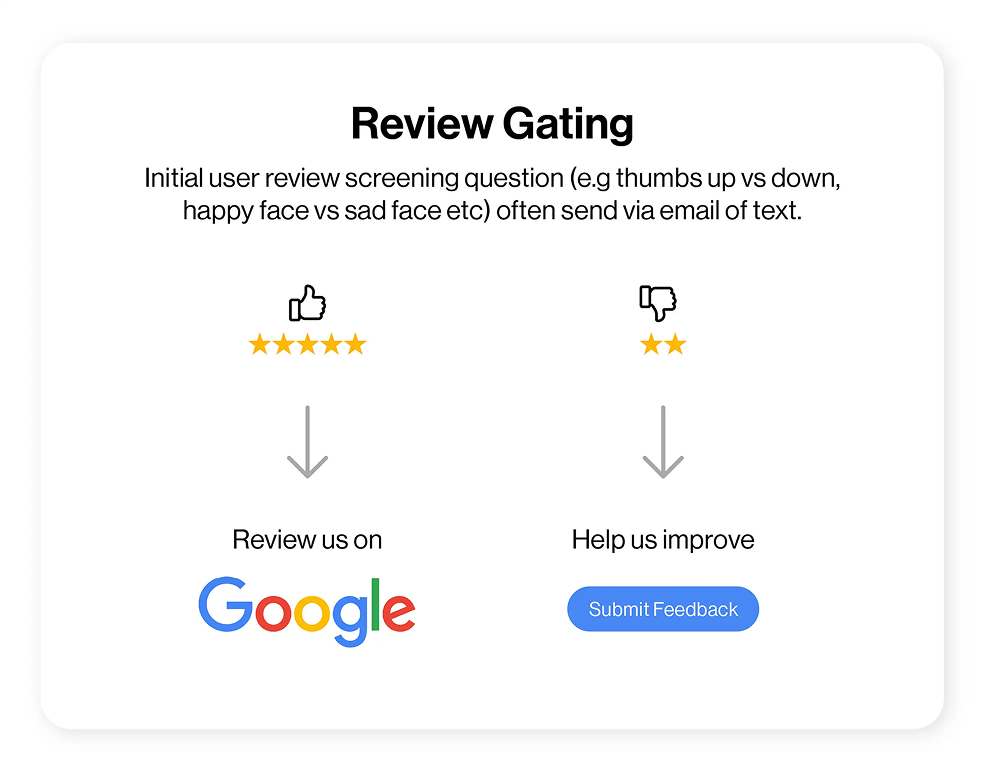 Review Gating
Initial user review screening question (e.g thumbs up vs down,
happy face vs sad face etc) often send via email of text.
Review us on
Google
Help us improve
Submit Feedback